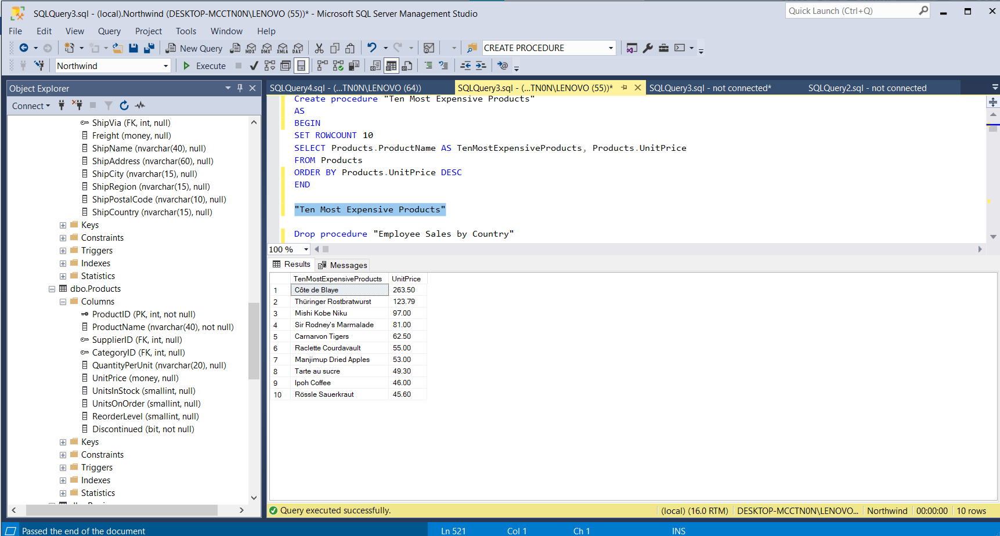 SQLQuery3.sql - (local).Northwind (DESKTOP-MCCTN0N\LENOVO (55))* - Microsoft SQL Server Management Studio
Quick Launch (Ctrl+Q)
File Edit View Query Project Tools Window Help
New Query
MDX DMX XMLA DAX
CREATE PROCEDURE
Northwind
Execute
Object Explorer
Connect
ShipVia (FK, int, null)
Freight (money, null)
ShipName (nvarchar(40), null)
ShipAddress (nvarchar(60), null)
ShipCity (nvarchar(15), null)
ShipRegion (nvarchar(15), null)
ShipPostalCode (nvarchar(10), null)
ShipCountry (nvarchar(15), null)
Keys
Constraints
Triggers
Indexes
Statistics
dbo.Products
Columns
ProductID (PK, int, not null)
ProductName (nvarchar(40), not null)
SupplierID (FK, int, null)
CategoryID (FK, int, null)
QuantityPerUnit (nvarchar(20), null)
UnitPrice (money, null)
UnitsInStock (smallint, null)
UnitsOnOrder (smallint, null)
ReorderLevel (smallint, null)
Discontinued (bit, not null)
Keys
Constraints
Triggers
Indexes
Statistics
SQLQuery4.sql - (...TN0N\LENOVO (64))
SQLQuery3.sql - (...TN0N\LENOVO (55))*
SQLQuery3.sql - not connected*
SQLQuery2.sql - not connected
Create procedure "Ten Most Expensive Products"
AS
BEGIN
SET ROWCOUNT 10
SELECT Products.ProductName AS TenMostExpensiveProducts, Products.UnitPrice
FROM Products
ORDER BY Products.UnitPrice DESC
END
"Ten Most Expensive Products"
Drop procedure "Employee Sales by Country"
100 %
Results Messages
TenMostExpensiveProducts UnitPrice
1 Côte de Blaye 263.50
2 Thüringer Rostbratwurst 123.79
3 Mishi Kobe Niku 97.00
4 Sir Rodney's Marmalade 81.00
5 Carnarvon Tigers 62.50
6 Raclette Courdavault 55.00
7 Manjimup Dried Apples 53.00
8 Tarte au sucre 49.30
9 Ipoh Coffee 46.00
10 Rössle Sauerkraut 45.60
Query executed successfully.
(local) (16.0 RTM) DESKTOP-MCCTN0N\LENOVO... Northwind 00:00:00 10 rows
Passed the end of the document
Ln 521 Col 1 Ch 1 INS